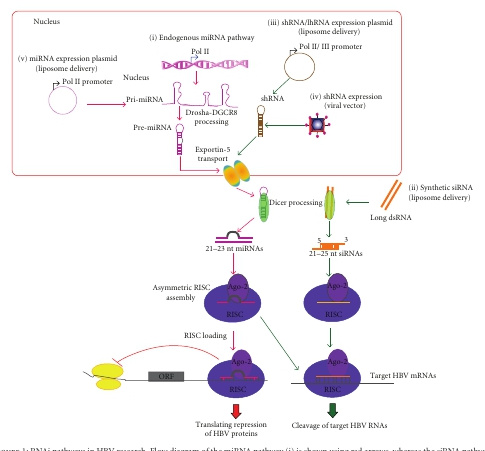 Nucleus
(iii) shRNA/lhRNA expression plasmid
(liposome delivery)
(i) Endogenous miRNA pathway
Pol II
Pol II/ III promoter
(v) miRNA expression plasmid
(liposome delivery)
Nucleus
Pol II promoter
Pri-miRNA
shRNA
(iv) shRNA expression
(viral vector)
Drosha-DGCR8
processing
Pre-miRNA
Exportin-5
transport
(ii) Synthetic siRNA
(liposome delivery)
Dicer processing
Long dsRNA
5 3
21–23 nt miRNAs
21–25 nt siRNAs
Asymmetric RISC
assembly
Ago-2
RISC
Ago-2
RISC
RISC loading
ORF
Ago-2
RISC
Ago-2
RISC
Target HBV mRNAs
Translating repression
of HBV proteins
Cleavage of target HBV RNAs
1: RNAi pathways in HBV research. Flow diagram of the miRNA pathway (i) is shown using red arrows, whereas the siRNA